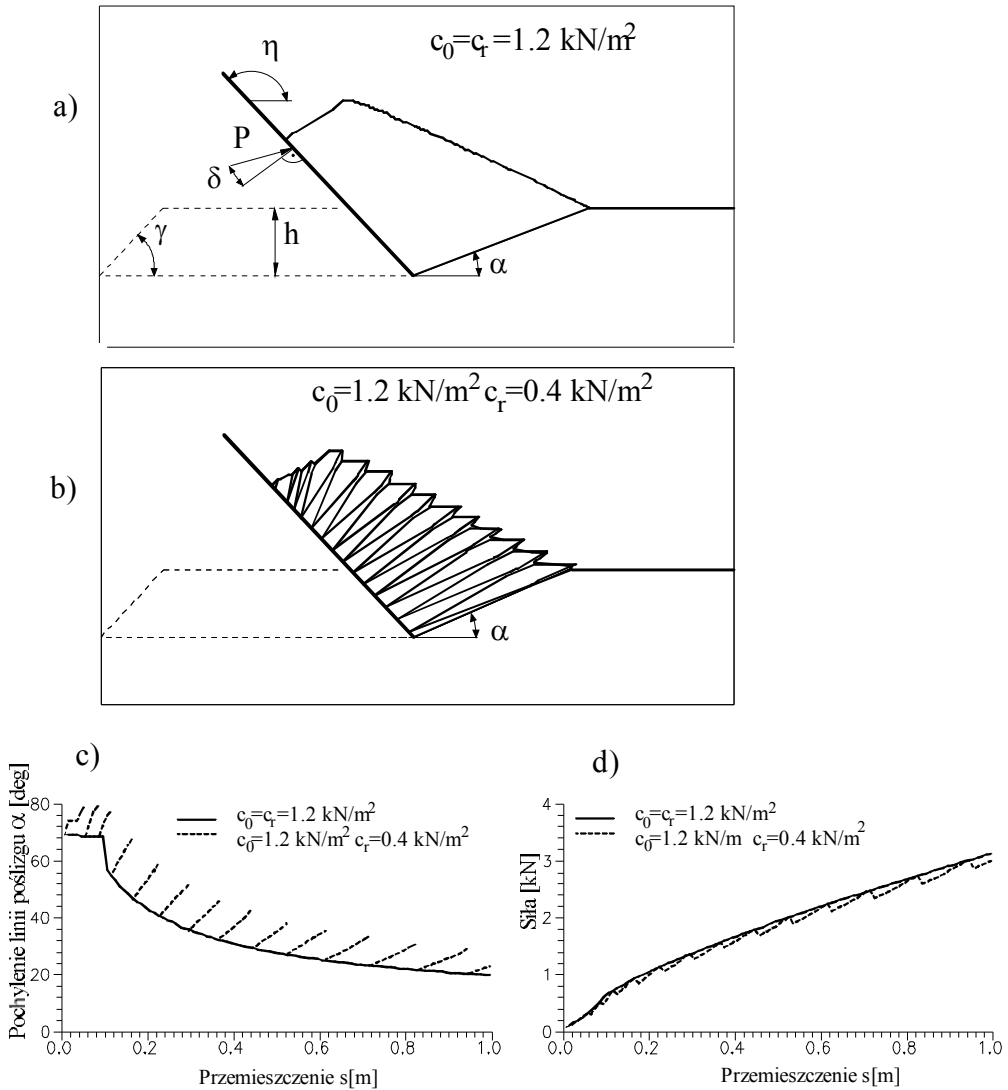 a)
c₀=cᵣ=1.2 kN/m²
η
P
δ
γ
h
α
b)
c₀=1.2 kN/m² cᵣ=0.4 kN/m²
α
c)
Pochylenie linii poślizgu α [deg]
80
60
40
20
0
c₀=cᵣ=1.2 kN/m²
c₀=1.2 kN/m² cᵣ=0.4 kN/m²
0.0 0.2 0.4 0.6 0.8 1.0
Przemieszczenie s[m]
d)
Siła [kN]
4
3
2
1
0
c₀=cᵣ=1.2 kN/m²
c₀=1.2 kN/m cᵣ=0.4 kN/m²
0.0 0.2 0.4 0.6 0.8 1.0
Przemieszczenie s[m]